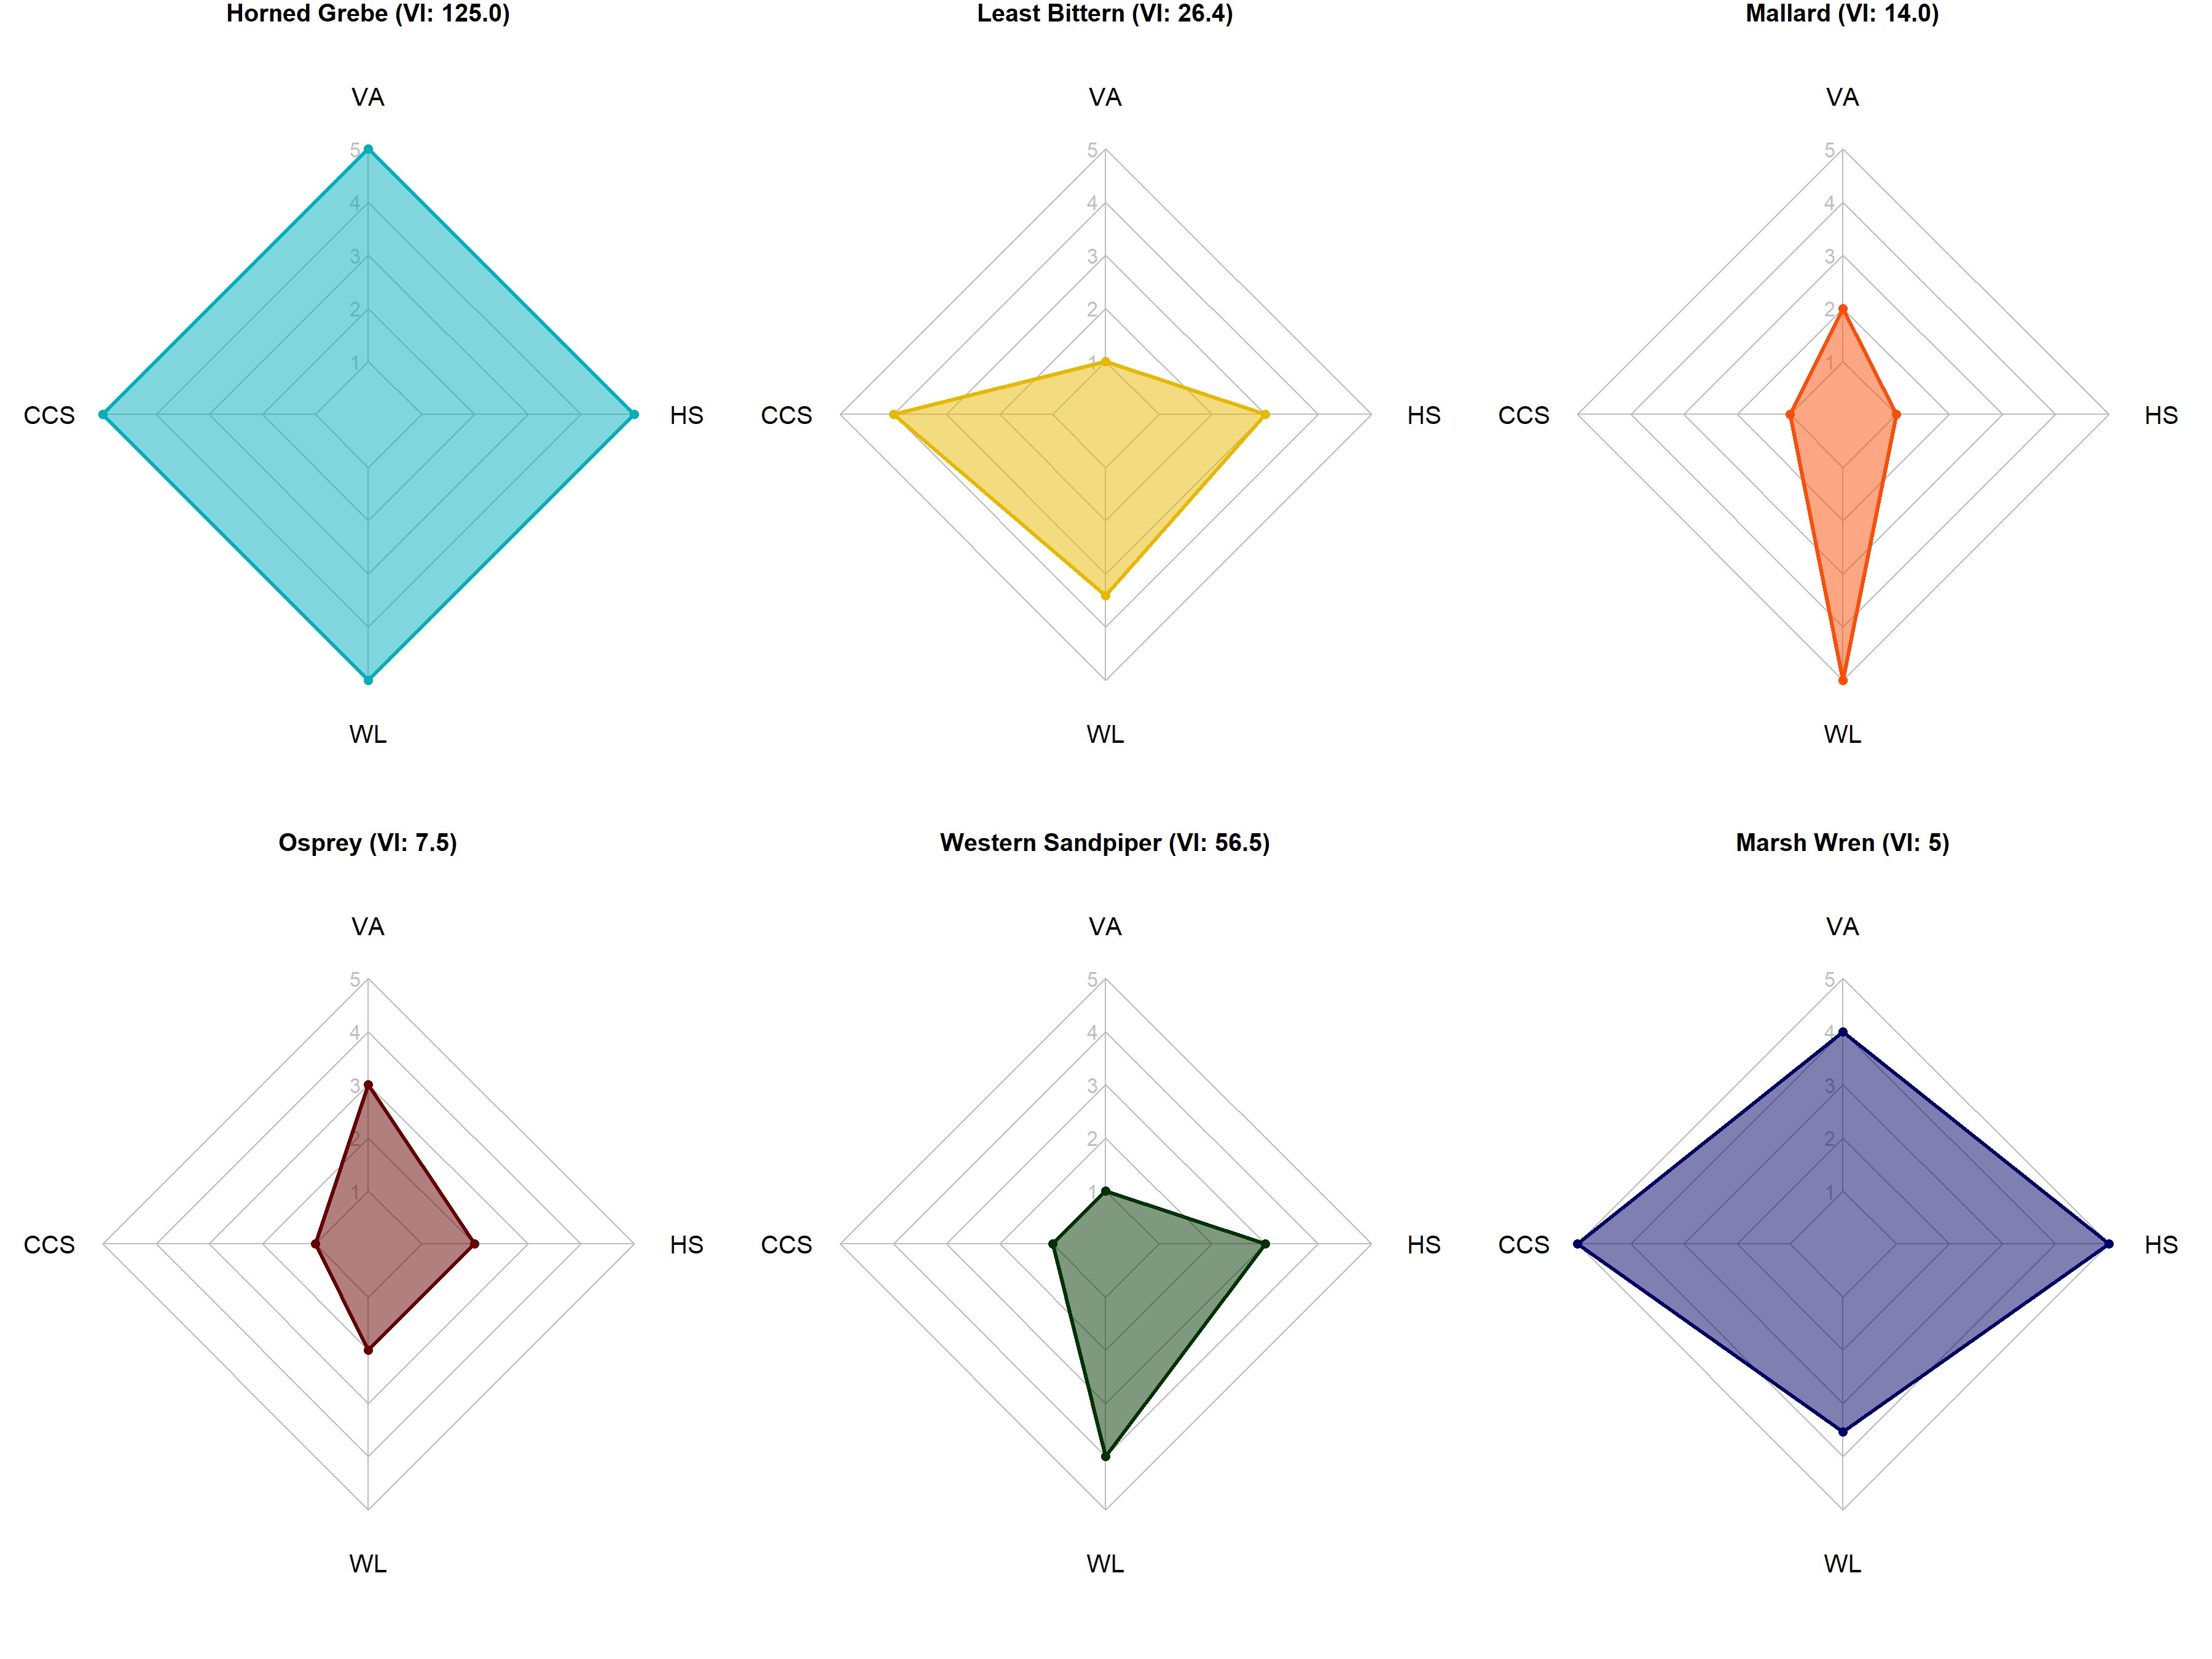 Horned Grebe (VI: 125.0)
VA
5
4
3
2
1
CCS
HS
WL
Least Bittern (VI: 26.4)
VA
5
4
3
2
1
CCS
HS
WL
Mallard (VI: 14.0)
VA
5
4
3
2
1
CCS
HS
WL
Osprey (VI: 7.5)
VA
5
4
3
2
1
CCS
HS
WL
Western Sandpiper (VI: 56.5)
VA
5
4
3
2
1
CCS
HS
WL
Marsh Wren (VI: 5)
VA
5
4
3
2
1
CCS
HS
WL